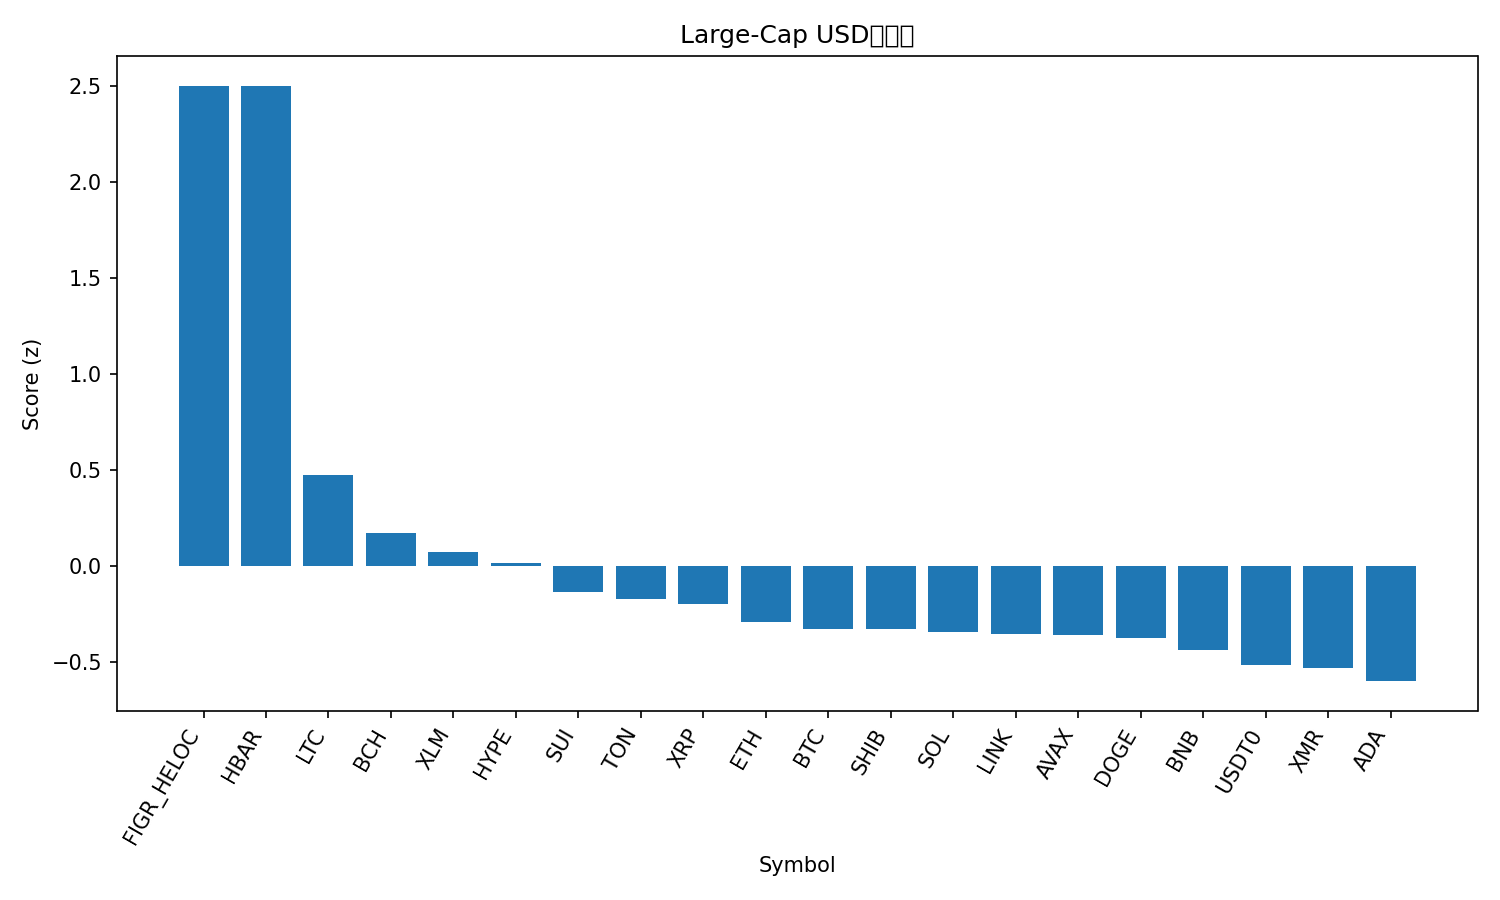 Large-Cap USD
Score (z)
2.5
2.0
1.5
1.0
0.5
0.0
−0.5
FIGR_HELOC
HBAR
LTC
BCH
XLM
HYPE
SUI
TON
XRP
ETH
BTC
SHIB
SOL
LINK
AVAX
DOGE
BNB
USDT0
XMR
ADA
Symbol